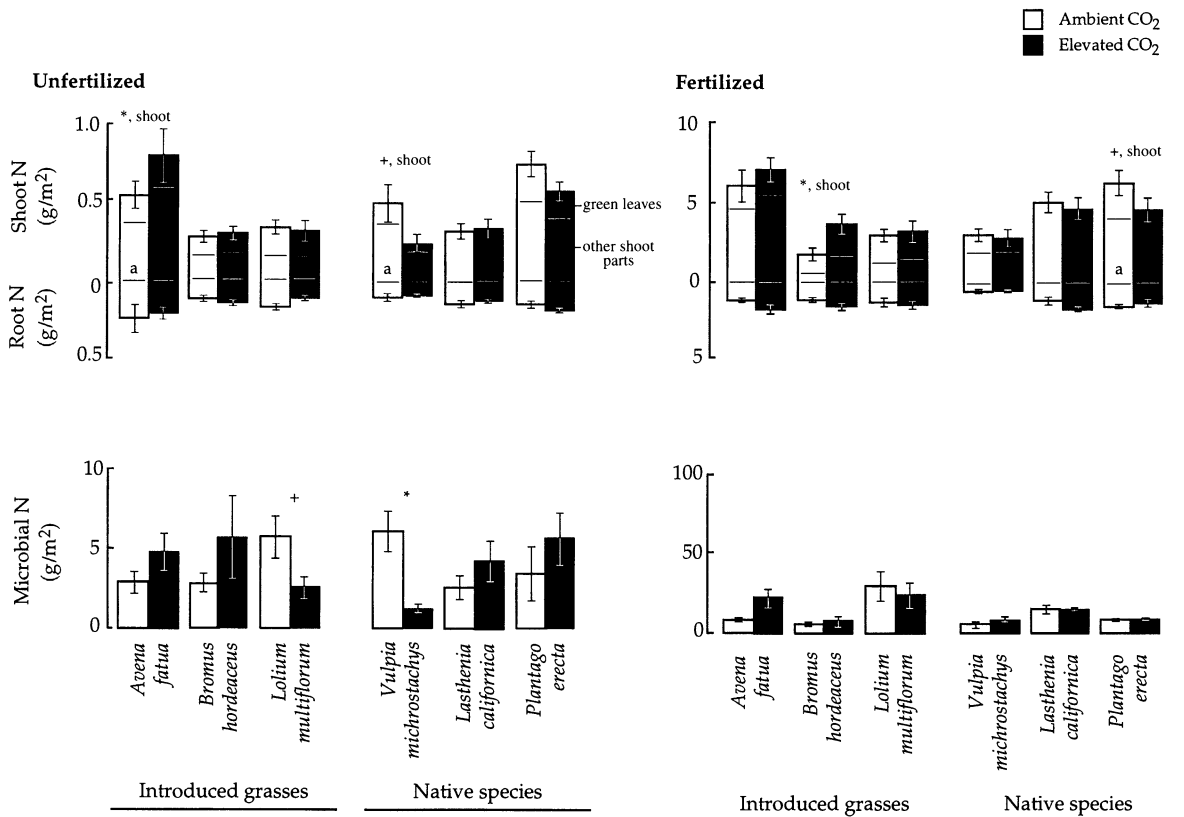 Ambient CO2
Elevated CO2
Unfertilized
Fertilized
*, shoot
+, shoot
*, shoot
+, shoot
Shoot N
(g/m2)
Root N
(g/m2)
1.0
0.5
0
0.5
a
a
green leaves
other shoot
parts
10
5
0
5
a
Microbial N
(g/m2)
10
5
0
+
*
100
50
0
Avena
fatua
Bromus
hordeaceus
Lolium
multiflorum
Vulpia
michrostachys
Lasthenia
californica
Plantago
erecta
Avena
fatua
Bromus
hordeaceus
Lolium
multiflorum
Vulpia
michrostachys
Lasthenia
californica
Plantago
erecta
Introduced grasses
Native species
Introduced grasses
Native species